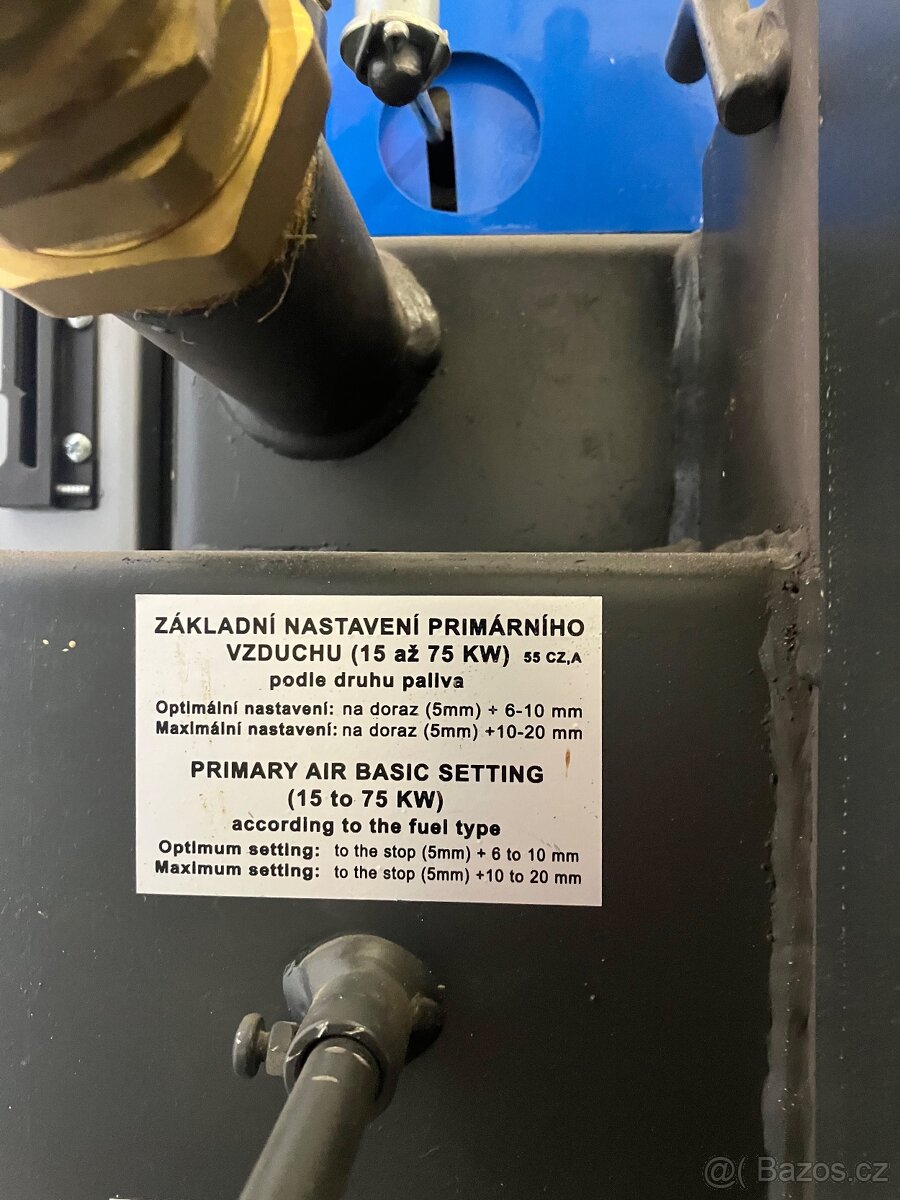 ZÁKLADNÍ NASTAVENÍ PRIMÁRNÍHO
VZDUCHU (15 až 75 KW) 55 CZ,A
podle druhu paliva
Optimální nastavení: na doraz (5mm) + 6-10 mm
Maximální nastavení: na doraz (5mm) +10-20 mm
PRIMARY AIR BASIC SETTING
(15 to 75 KW)
according to the fuel type
Optimum setting: to the stop (5mm) + 6 to 10 mm
Maximum setting: to the stop (5mm) +10 to 20 mm
@( Bazos.cz